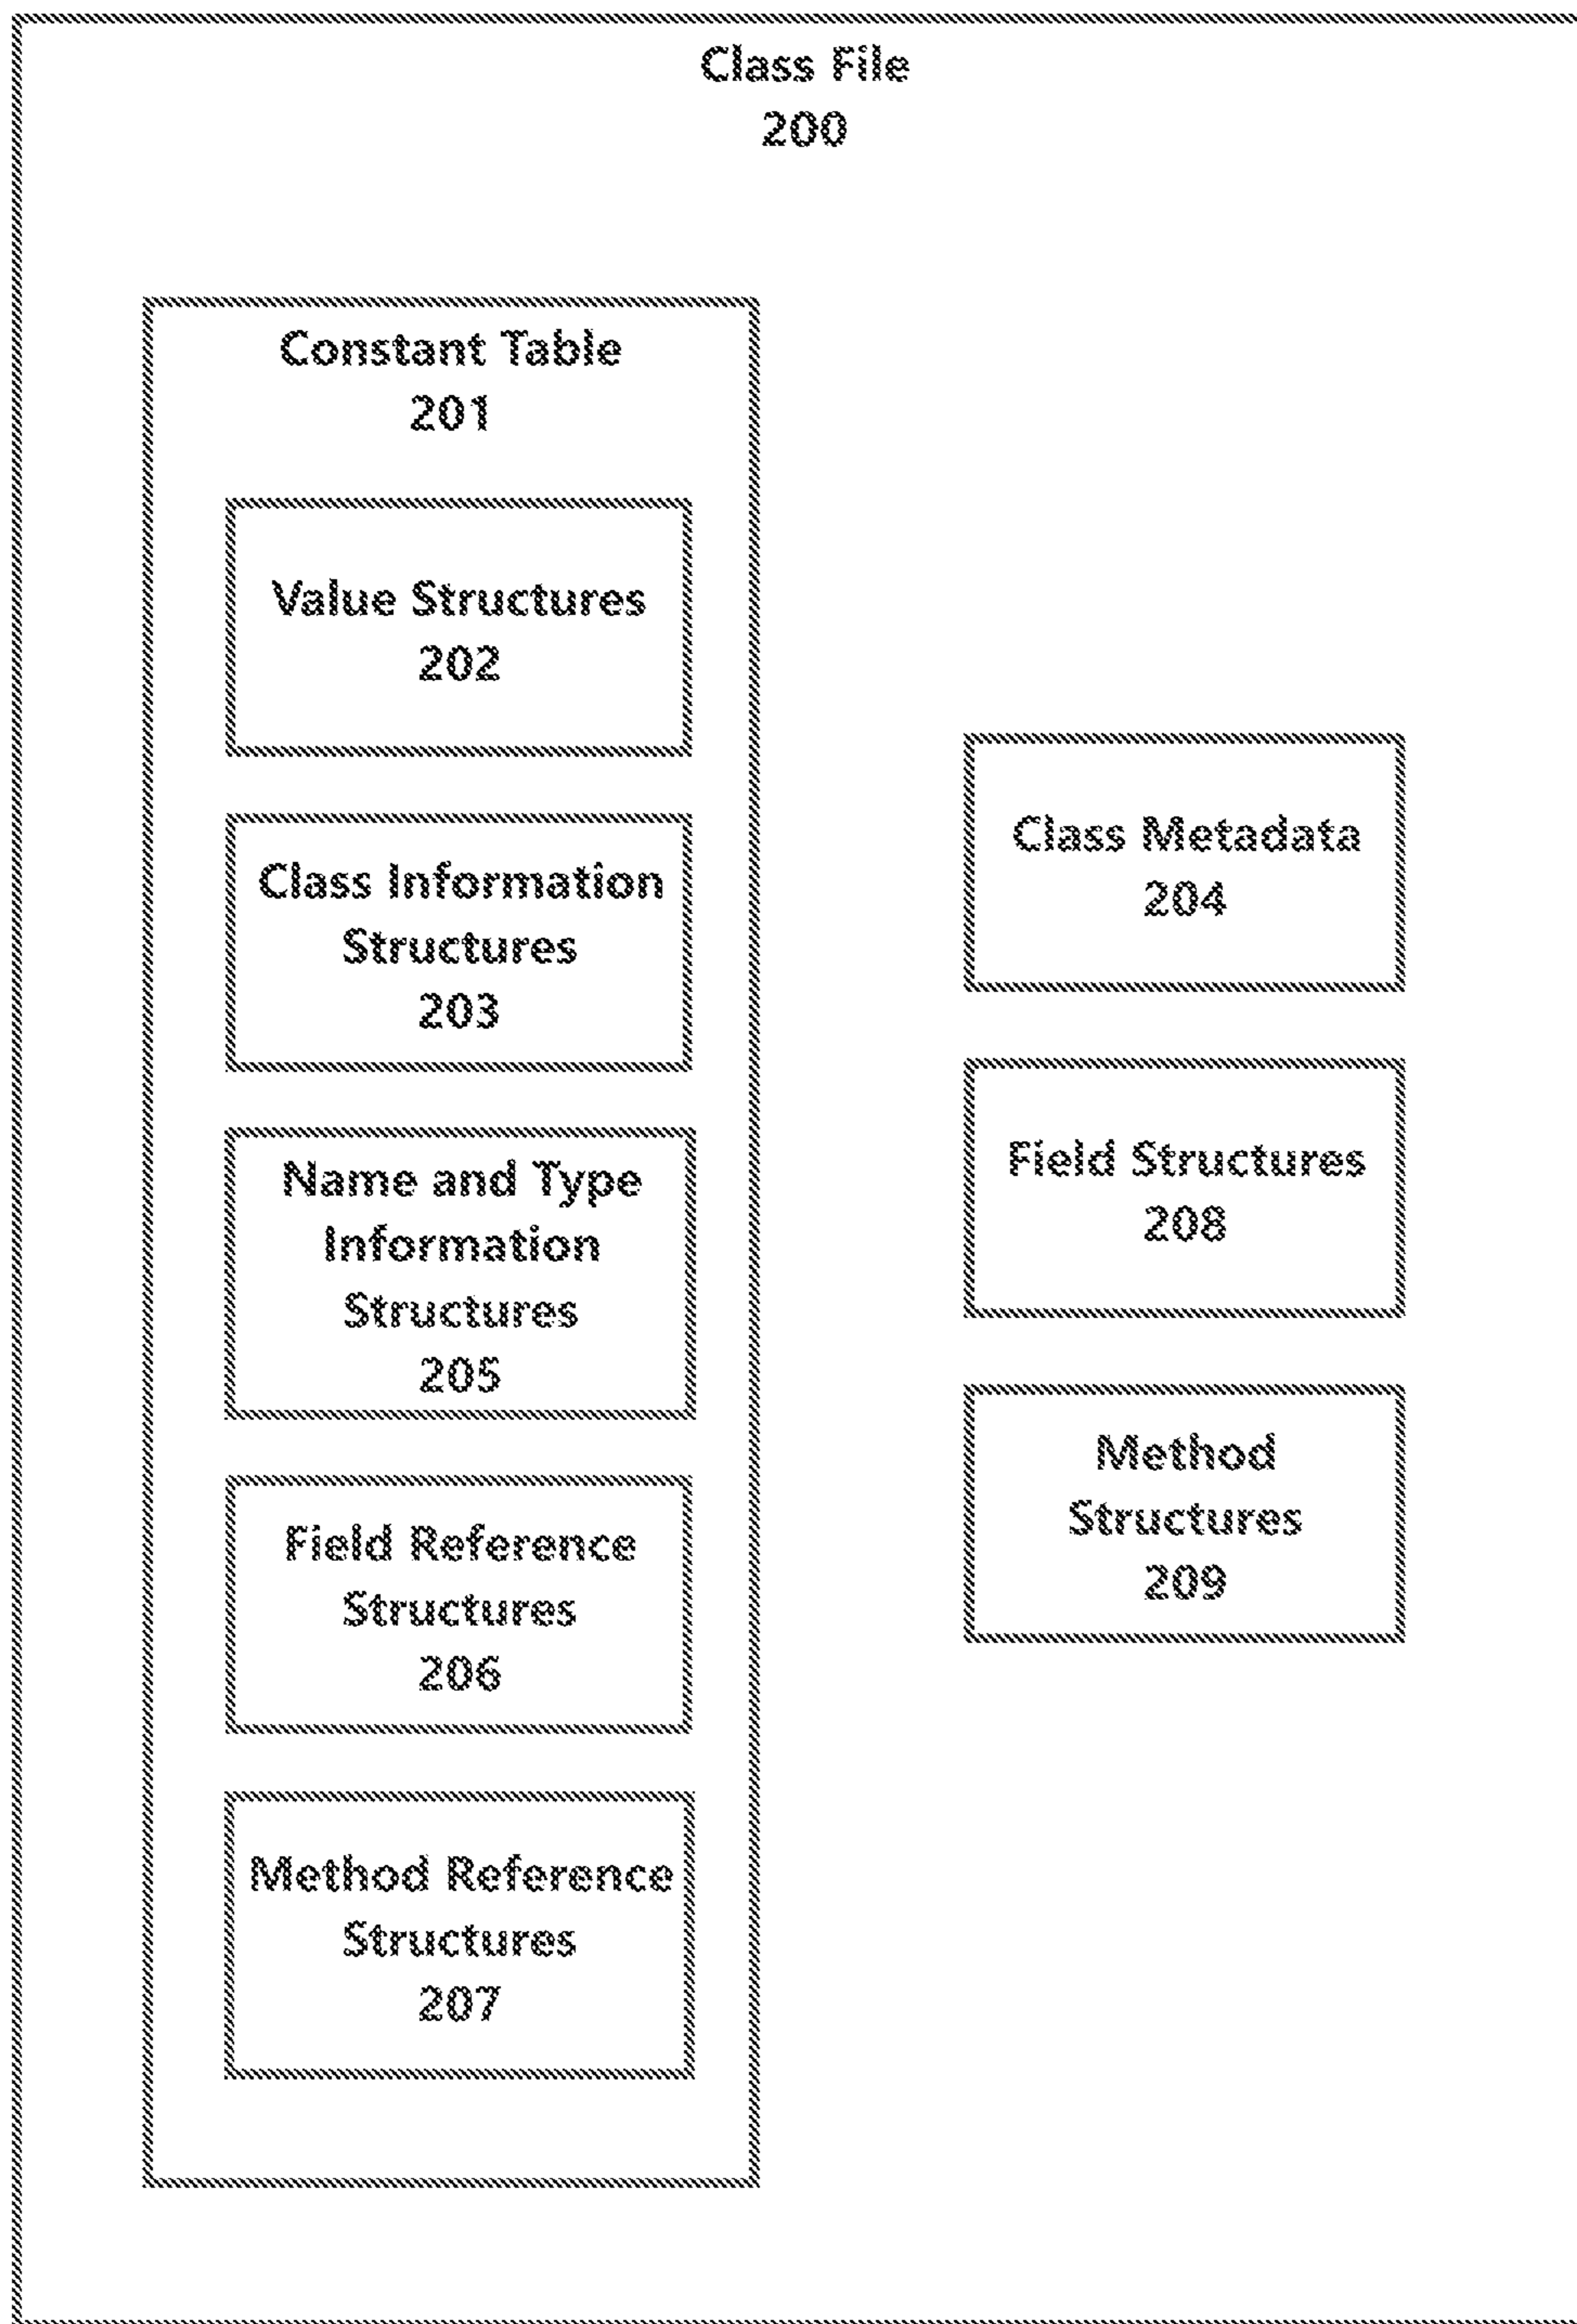 Class File
200
Constant Table
201
Value Structures
202
Class Information
Structures
203
Name and Type
Information
Structures
205
Field Reference
Structures
206
Method Reference
Structures
207
Class Metadata
204
Field Structures
208
Method
Structures
209